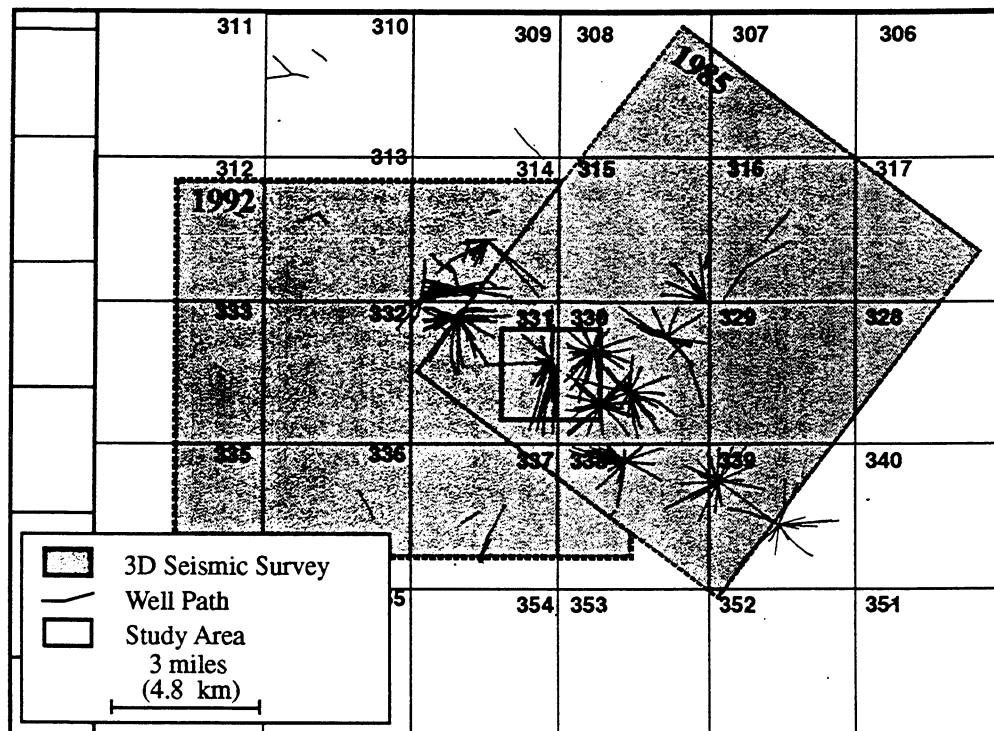 311 310 309 308 307 306
1985
312 313 314 315 316 317
1992
333 332 331 330 329 328
335 336 337 338 339 340
354 353 352 351
3D Seismic Survey
Well Path
Study Area
3 miles
(4.8 km)